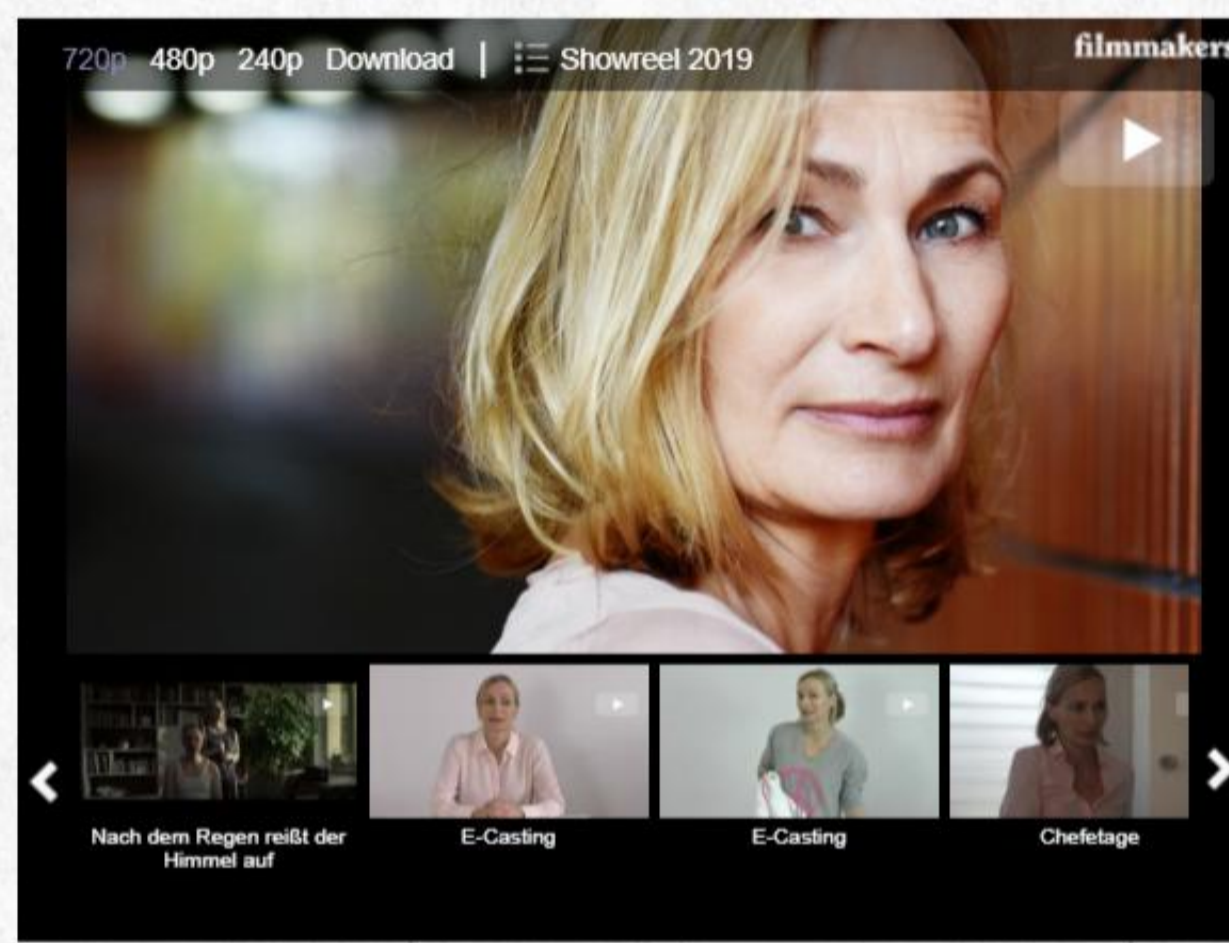 720p 480p 240p Download | Showreel 2019
filmmakers
Nach dem Regen reißt der
Himmel auf
E-Casting
E-Casting
Chefetage